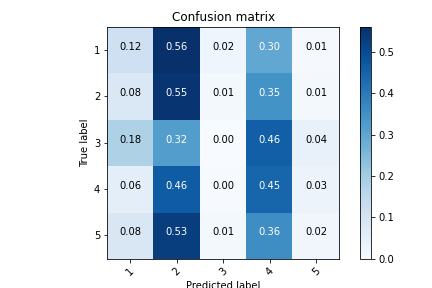 Confusion matrix
1 0.12 0.56 0.02 0.30 0.01
2 0.08 0.55 0.01 0.35 0.01
3 0.18 0.32 0.00 0.46 0.04
4 0.06 0.46 0.00 0.45 0.03
5 0.08 0.53 0.01 0.36 0.02
1 2 3 4 5
True label
Predicted label
0.5
0.4
0.3
0.2
0.1
0.0